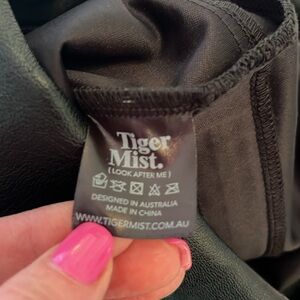 Tiger
Mist.
(LOOK AFTER ME)
DESIGNED IN AUSTRALIA
MADE IN CHINA
WWW.TIGERMIST.COM.AU